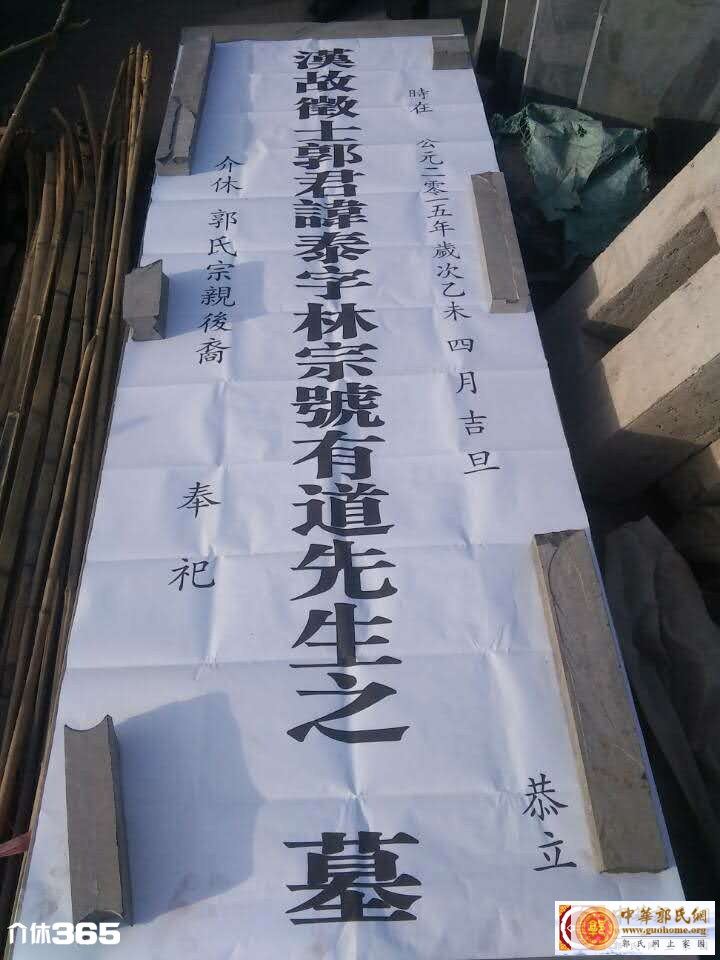 時在 公元二零一五年歲次乙未 四月吉旦 恭立
漢故徵士郭君諱泰字林宗號有道先生之 墓
介休 郭氏宗親後裔 奉祀
介休365
中華郭氏網
www.guohome.org
郭氏网上家园